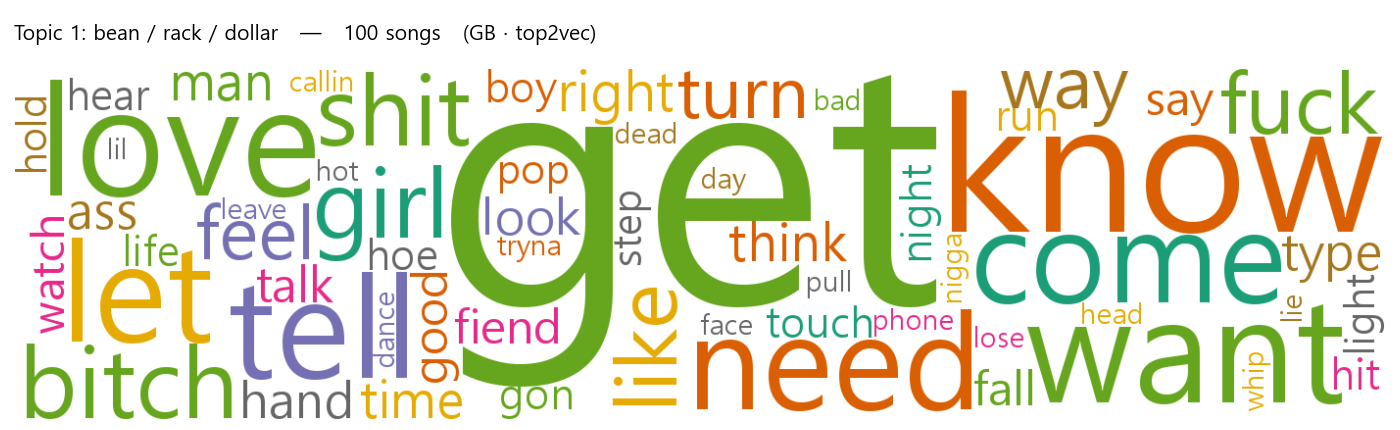 Topic 1: bean / rack / dollar — 100 songs (GB · top2vec)
hold love hear man callin shit boy right turn bad get way run say fuck
lil hot girl pop dead day know
ass feel leave look tryna step think night
watch life let talk hoe pull nigga come type
tell dance good fiend like face touch phone head lie light
bitch hand time gon need lose fall want whip hit